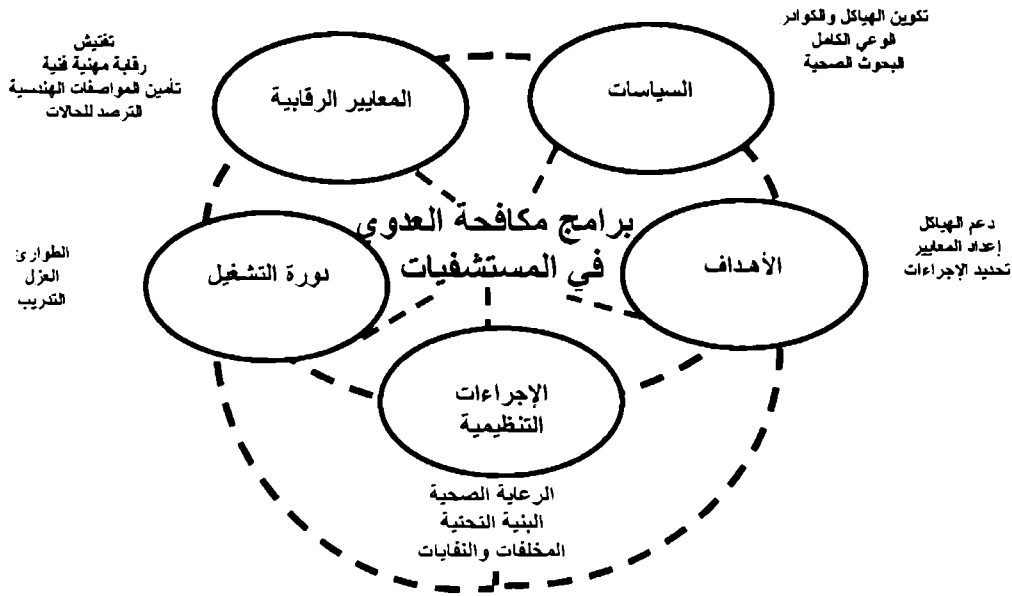 تكوين الهياكل والكوادر
الوعي الكامل
البحوث الصحية
السياسات
تفتيش
رقابة مهنية فنية
تأمين المواصفات الهندسية
الترصد للحالات
المعايير الرقابية
برامج مكافحة العدوي
في المستشفيات
دعم الهياكل
إعداد المعايير
تحديد الإجراءات
الأهداف
دورة التشغيل
الطوارئ
العزل
التدريب
الإجراءات
التنظيمية
الرعاية الصحية
البنية التحتية
المخلفات والنفايات